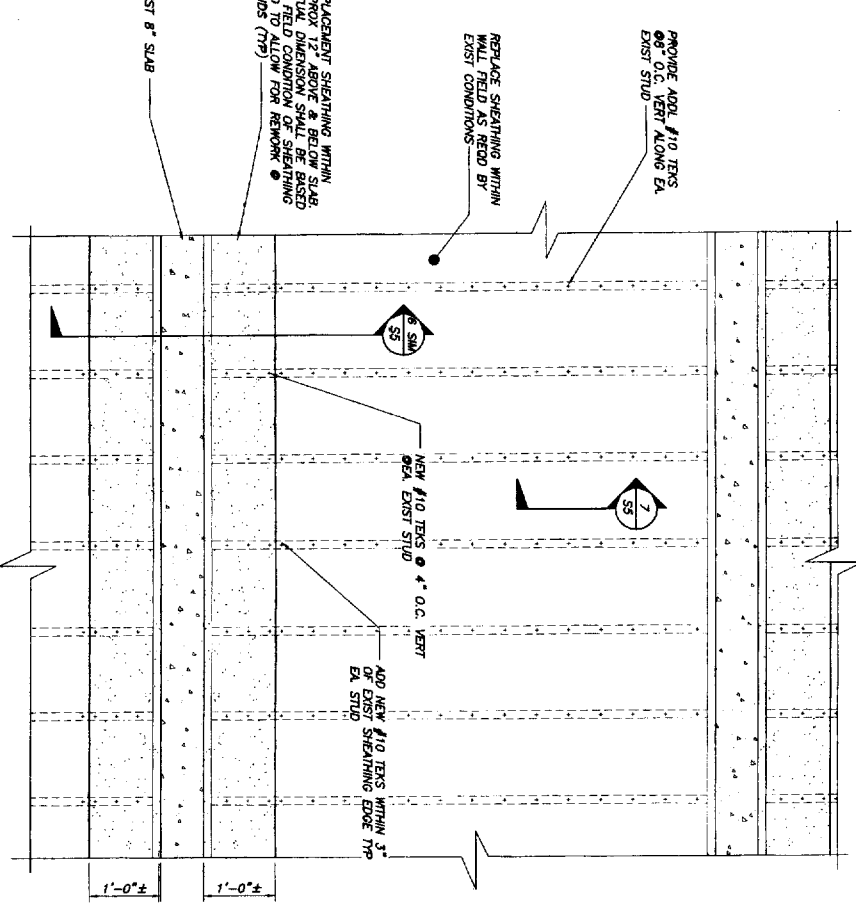 PROVIDE ADDL #10 TEKS
@8" O.C. VERT ALONG EA.
EXIST STUD
REPLACE SHEATHING WITHIN
WALL FIELD AS REQD BY
EXIST CONDITIONS
PLACEMENT SHEATHING WITHIN
PROX 12" ABOVE & BELOW SLAB.
TUAL DIMENSION SHALL BE BASED
FIELD CONDITION OF SHEATHING
TO ALLOW FOR REWORK @
(TYP)
ST 8" SLAB
6 SIM
S5
7
S5
NEW #10 TEKS @ 4" O.C. VERT
@EA. EXIST STUD
ADD NEW #10 TEKS WITHIN 3"
OF EXIST SHEATHING EDGE TYP
EA. STUD
1'-0"±
1'-0"±